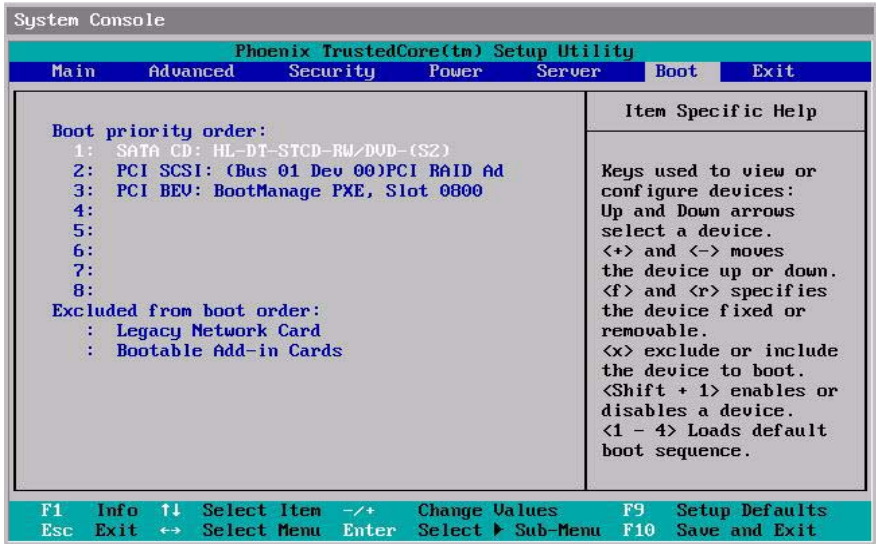 System Console
Phoenix TrustedCore(tm) Setup Utility
Main Advanced Security Power Server Boot Exit
Item Specific Help
Boot priority order:
1: SATA CD: HL-DT-STCD-RW/DVD-(S2)
2: PCI SCSI: (Bus 01 Dev 00)PCI RAID Ad
3: PCI BEV: BootManage PXE, Slot 0800
4:
5:
6:
7:
8:
Excluded from boot order:
: Legacy Network Card
: Bootable Add-in Cards
Keys used to view or
configure devices:
Up and Down arrows
select a device.
<+> and <-> moves
the device up or down.
<f> and <r> specifies
the device fixed or
removable.
<x> exclude or include
the device to boot.
<Shift + 1> enables or
disables a device.
<1 - 4> Loads default
boot sequence.
F1 Info ↑↓ Select Item -/+ Change Values F9 Setup Defaults
Esc Exit ↔ Select Menu Enter Select ▶ Sub-Menu F10 Save and Exit